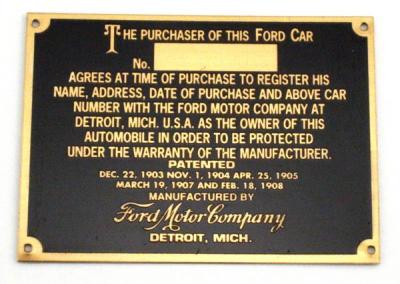 THE PURCHASER OF THIS FORD CAR
No.
AGREES AT TIME OF PURCHASE TO REGISTER HIS
NAME, ADDRESS, DATE OF PURCHASE AND ABOVE CAR
NUMBER WITH THE FORD MOTOR COMPANY AT
DETROIT, MICH. U.S.A. AS THE OWNER OF THIS
AUTOMOBILE IN ORDER TO BE PROTECTED
UNDER THE WARRANTY OF THE MANUFACTURER.
PATENTED
DEC. 22, 1903 NOV. 1, 1904 APR. 25, 1905
MARCH 19, 1907 AND FEB. 18, 1908
MANUFACTURED BY
Ford Motor Company
DETROIT, MICH.